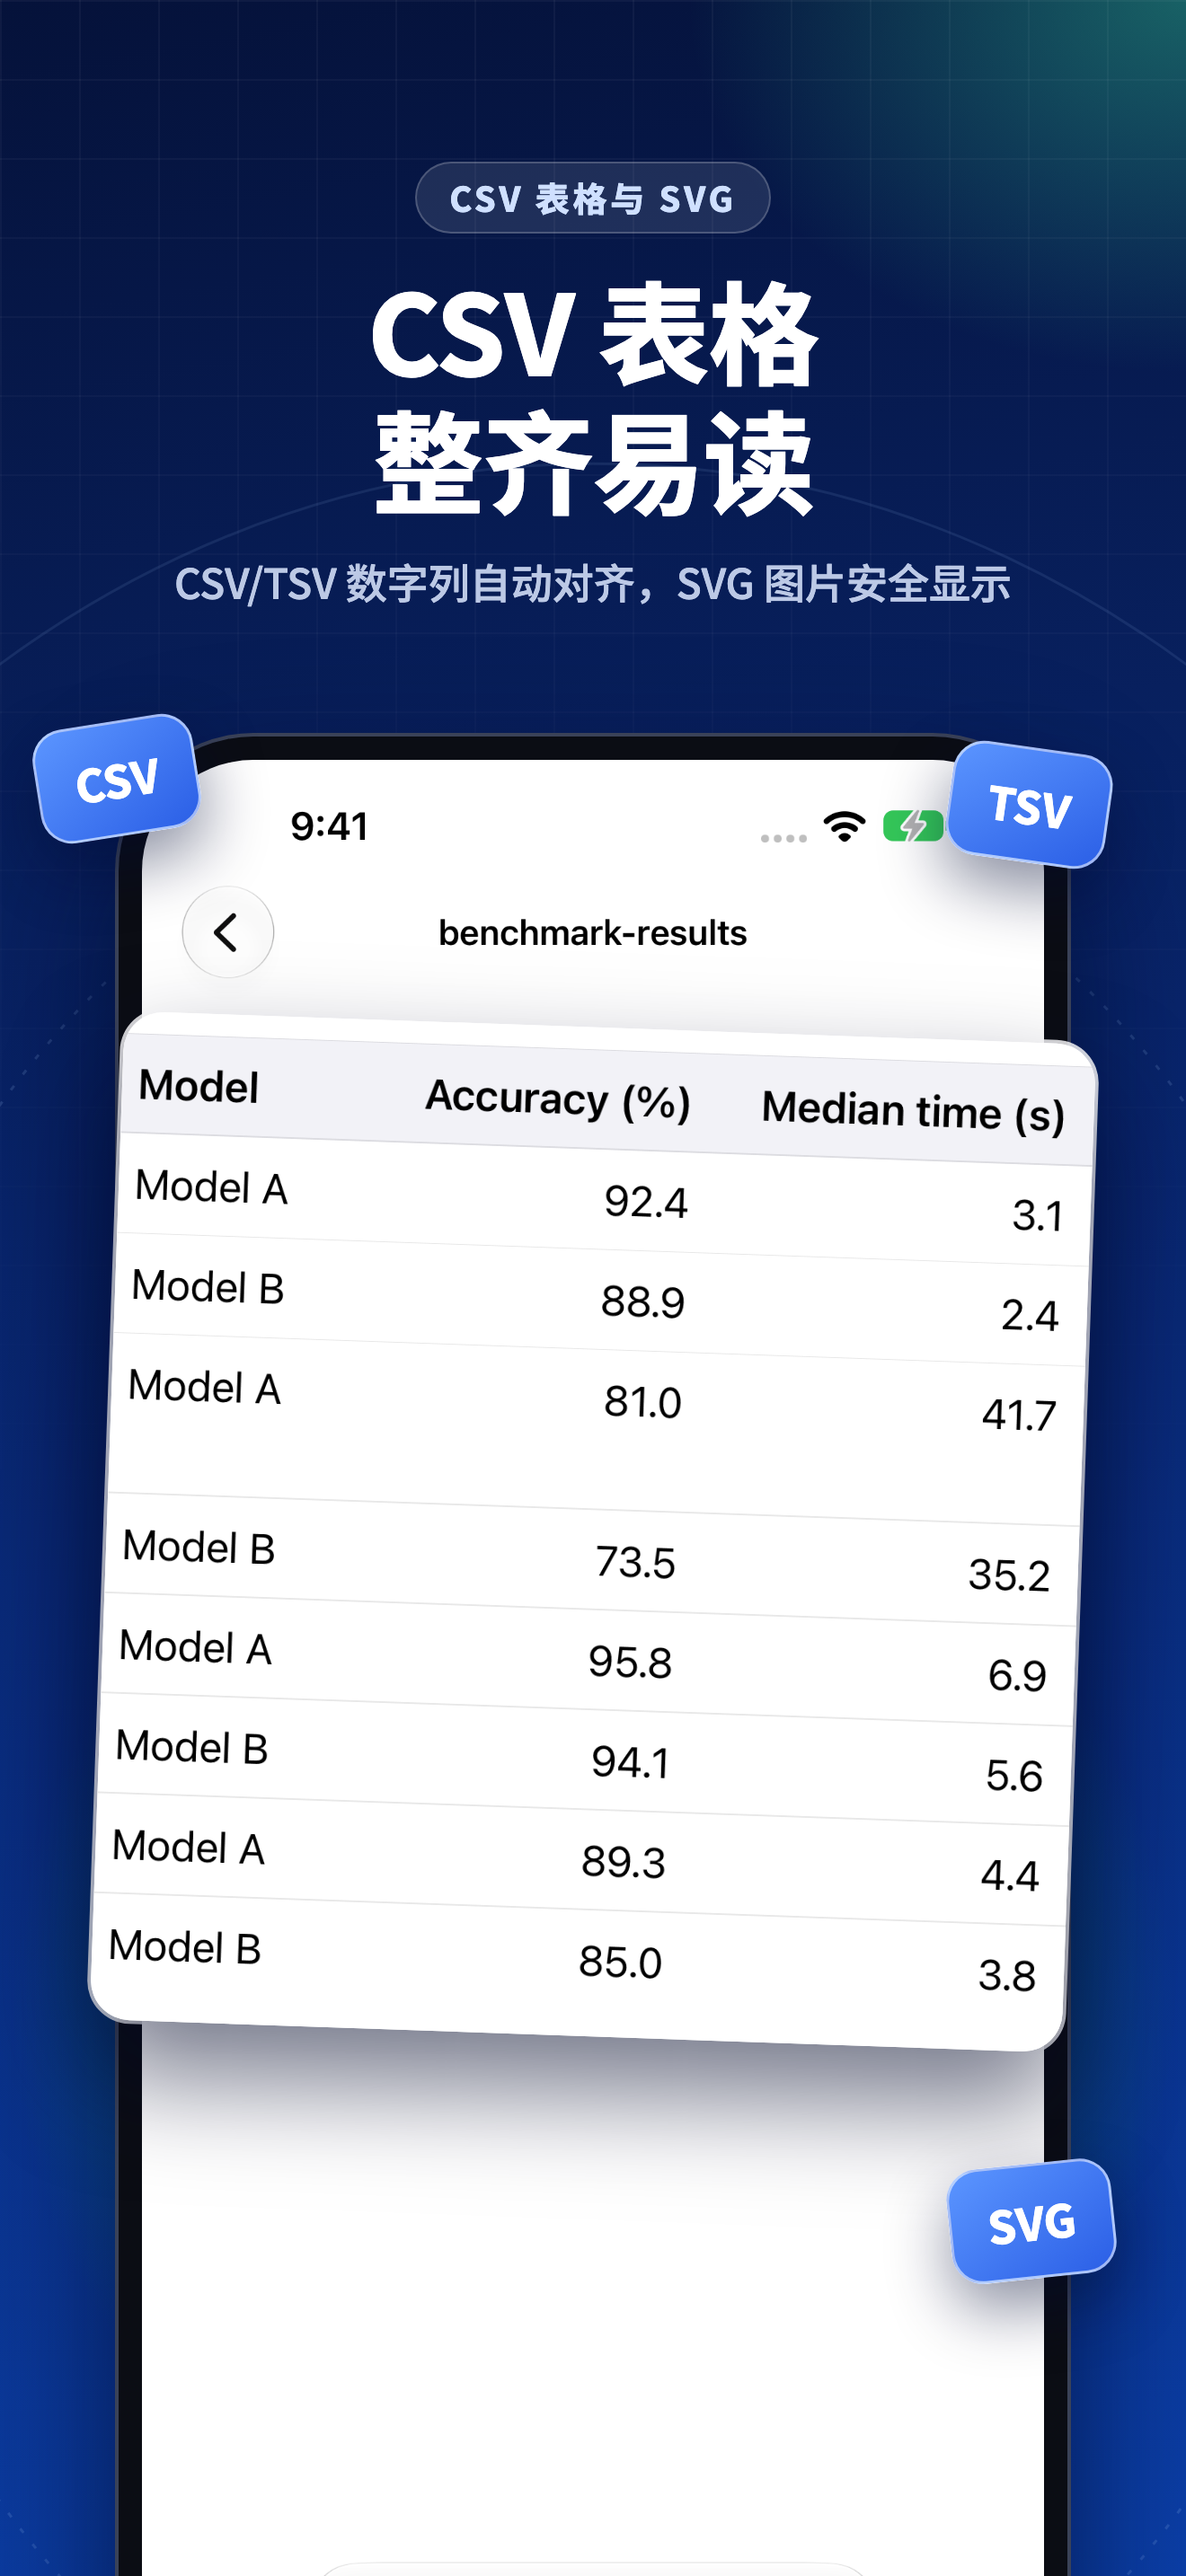 CSV 表格与 SVG
CSV 表格
整齐易读
CSV/TSV 数字列自动对齐，SVG 图片安全显示
CSV
TSV
9:41
benchmark-results
Model Accuracy (%) Median time (s)
Model A 92.4 3.1
Model B 88.9 2.4
Model A 81.0 41.7
Model B 73.5 35.2
Model A 95.8 6.9
Model B 94.1 5.6
Model A 89.3 4.4
Model B 85.0 3.8
SVG